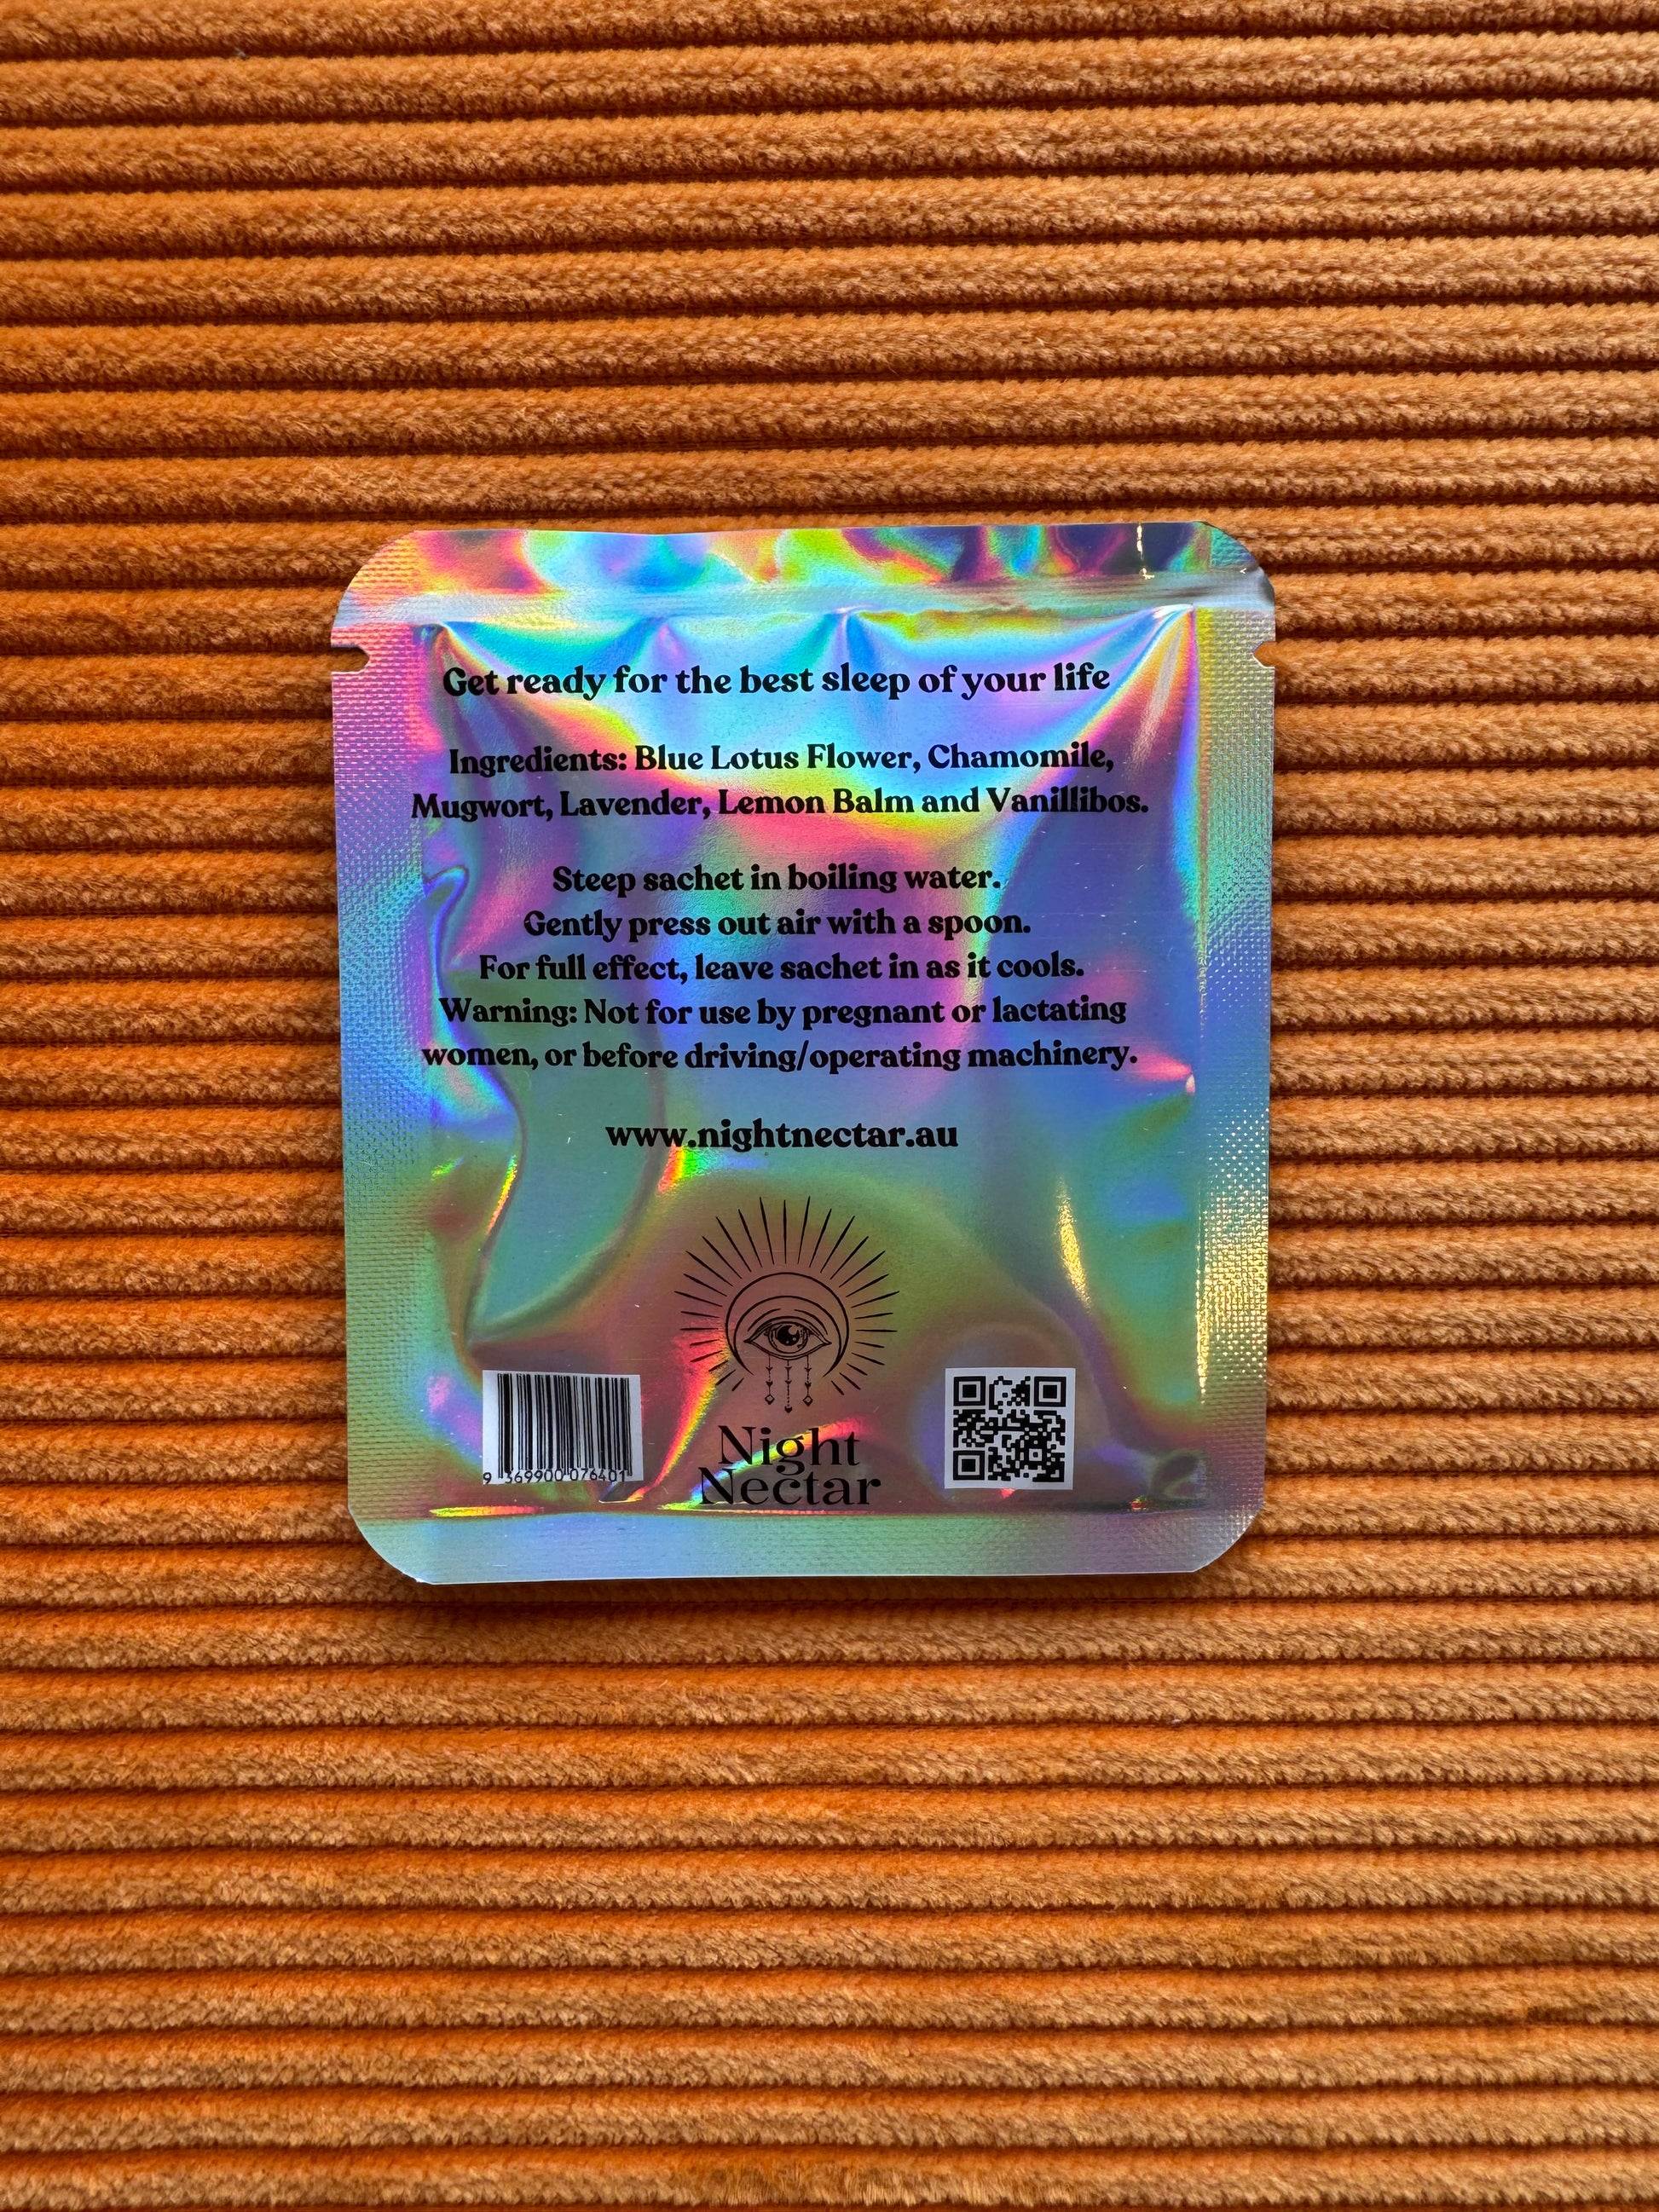 Get ready for the best sleep of your life
Ingredients: Blue Lotus Flower, Chamomile,
Mugwort, Lavender, Lemon Balm and Vanillibos.
Steep sachet in boiling water.
Gently press out air with a spoon.
For full effect, leave sachet in as it cools.
Warning: Not for use by pregnant or lactating
women, or before driving/operating machinery.
www.nightnectar.au
9 369900 076401
Night
Nectar